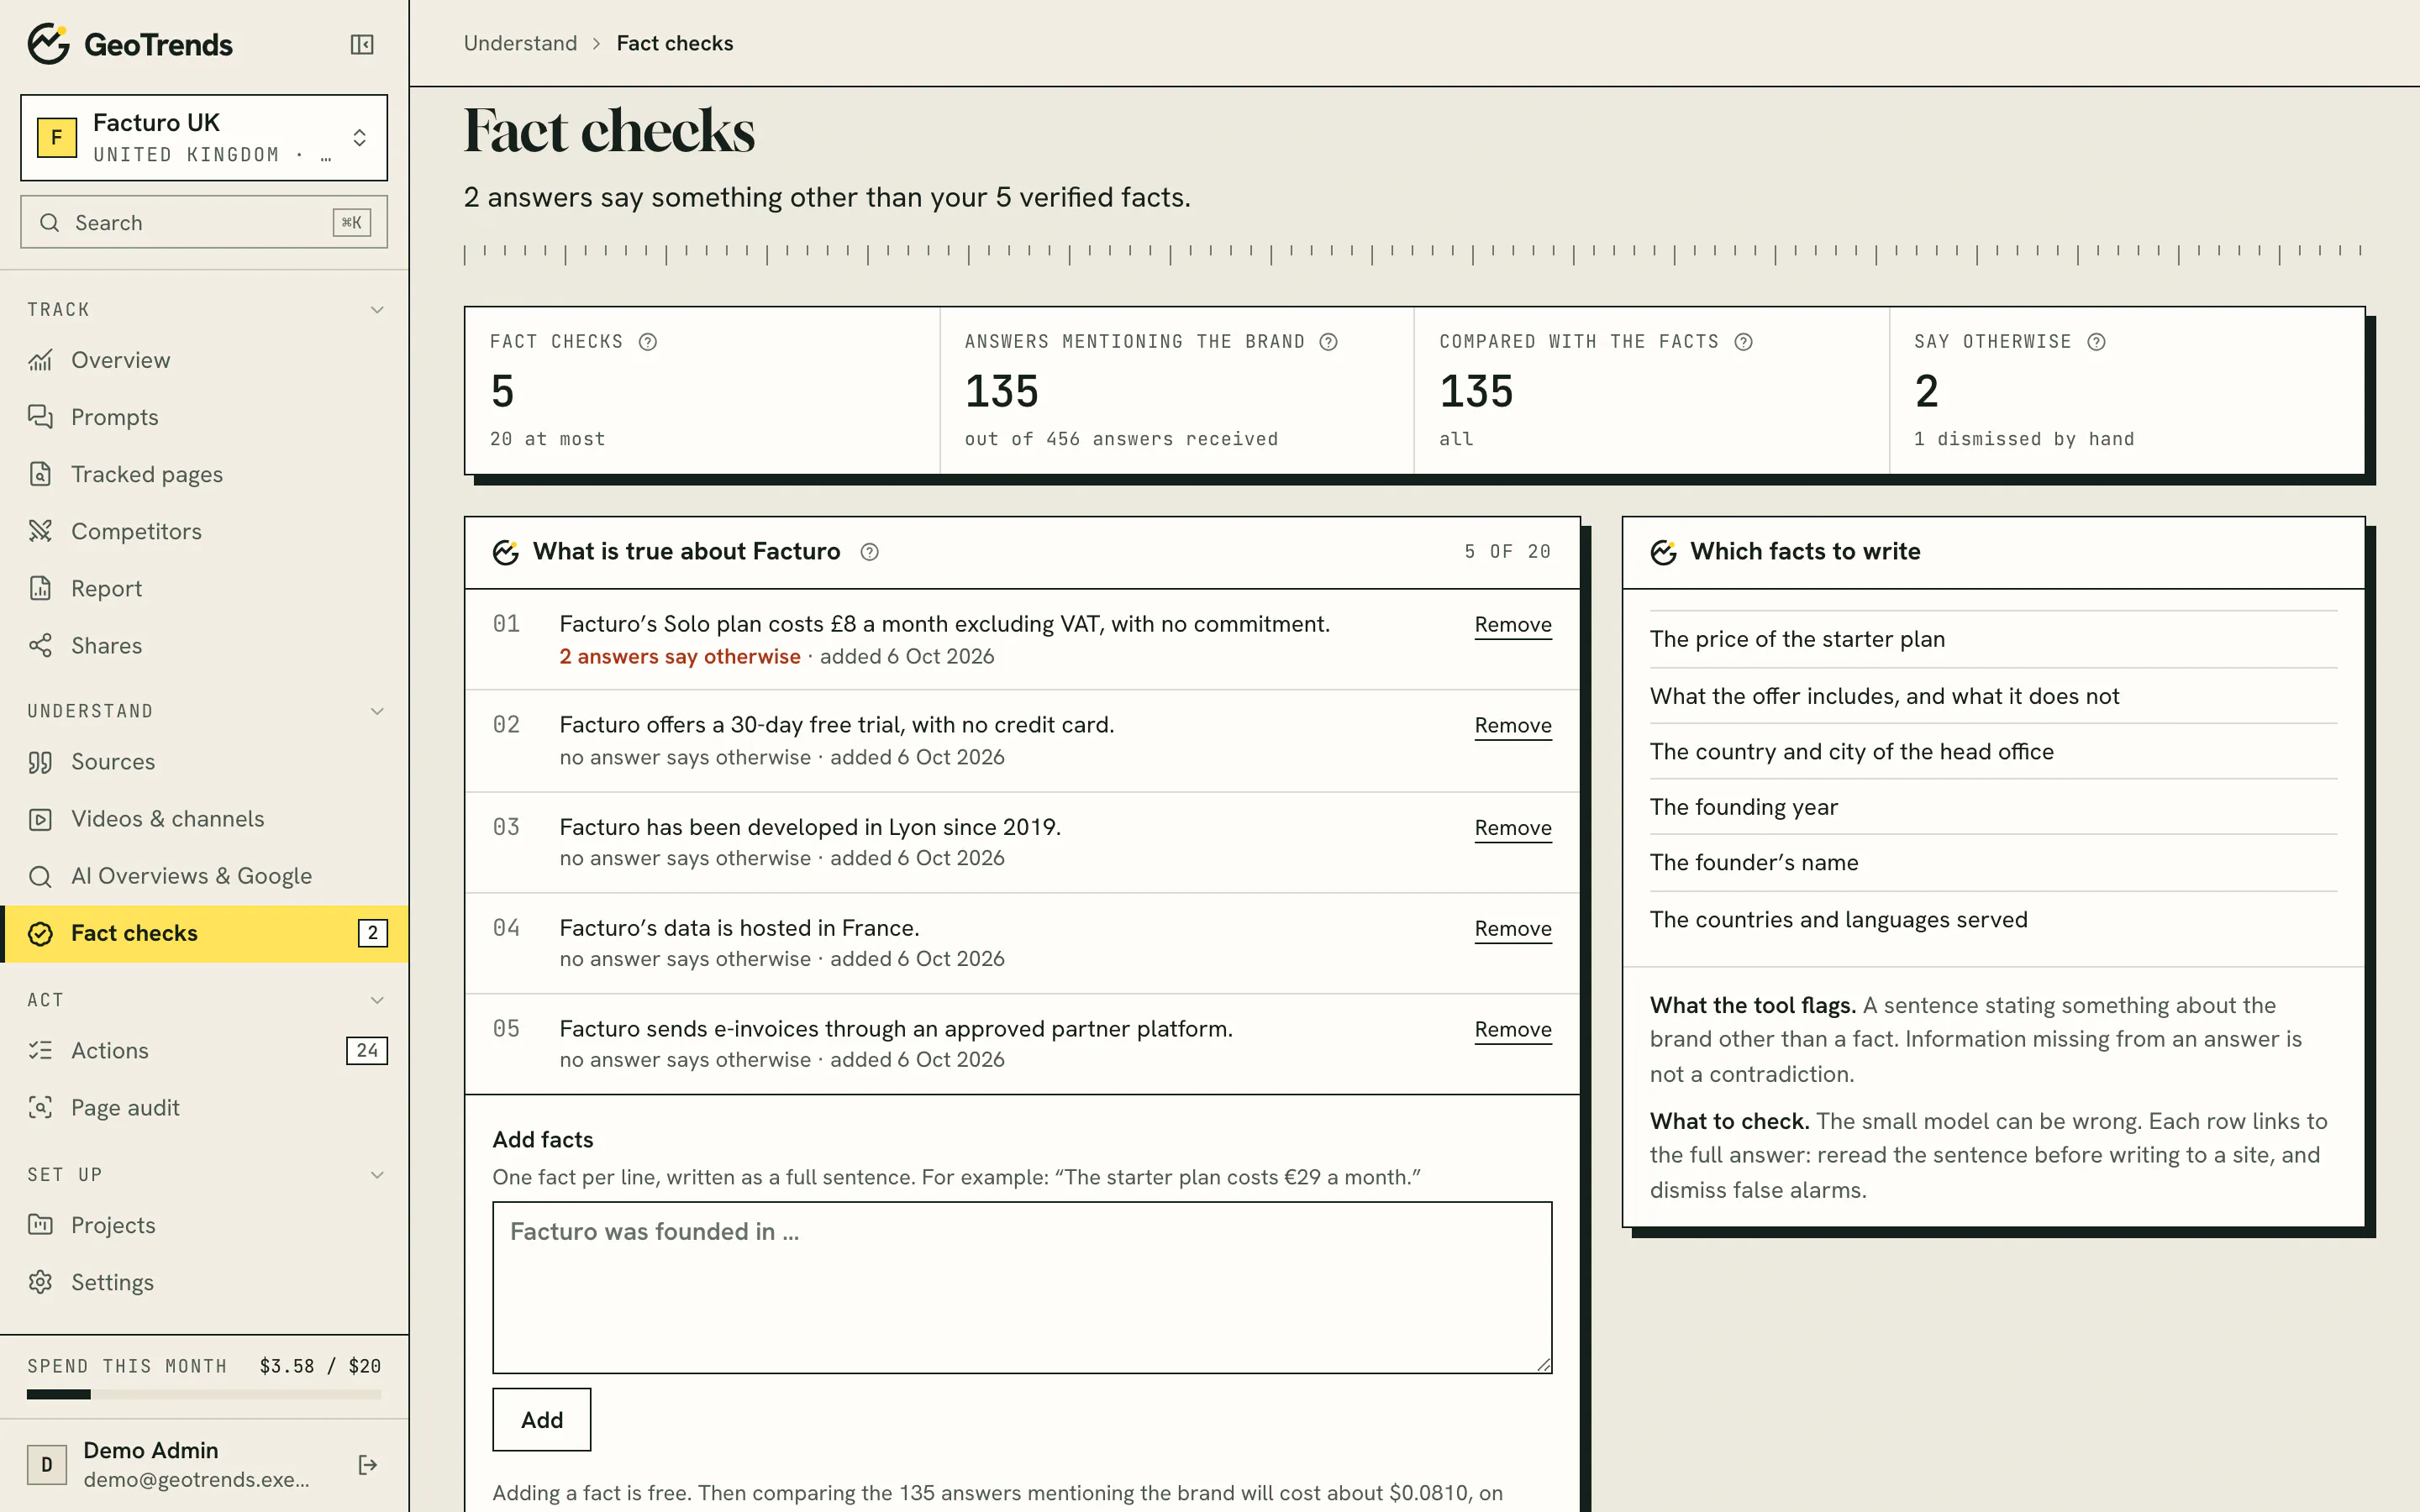 GeoTrends
F
Facturo UK
UNITED KINGDOM · …
Search
⌘K
TRACK
Overview
Prompts
Tracked pages
Competitors
Report
Shares
UNDERSTAND
Sources
Videos & channels
AI Overviews & Google
Fact checks
2
ACT
Actions
24
Page audit
SET UP
Projects
Settings
SPEND THIS MONTH
$3.58 / $20
D
Demo Admin
demo@geotrends.exe…
Understand
Fact checks
Fact checks
2 answers say something other than your 5 verified facts.
FACT CHECKS
5
20 at most
ANSWERS MENTIONING THE BRAND
135
out of 456 answers received
COMPARED WITH THE FACTS
135
all
SAY OTHERWISE
2
1 dismissed by hand
What is true about Facturo
5 OF 20
01
Facturo’s Solo plan costs £8 a month excluding VAT, with no commitment.
Remove
2 answers say otherwise · added 6 Oct 2026
02
Facturo offers a 30-day free trial, with no credit card.
Remove
no answer says otherwise · added 6 Oct 2026
03
Facturo has been developed in Lyon since 2019.
Remove
no answer says otherwise · added 6 Oct 2026
04
Facturo’s data is hosted in France.
Remove
no answer says otherwise · added 6 Oct 2026
05
Facturo sends e-invoices through an approved partner platform.
Remove
no answer says otherwise · added 6 Oct 2026
Add facts
One fact per line, written as a full sentence. For example: “The starter plan costs €29 a month.”
Facturo was founded in …
Add
Adding a fact is free. Then comparing the 135 answers mentioning the brand will cost about $0.0810, on
Which facts to write
The price of the starter plan
What the offer includes, and what it does not
The country and city of the head office
The founding year
The founder’s name
The countries and languages served
What the tool flags. A sentence stating something about the
brand other than a fact. Information missing from an answer is
not a contradiction.
What to check. The small model can be wrong. Each row links to
the full answer: reread the sentence before writing to a site, and
dismiss false alarms.